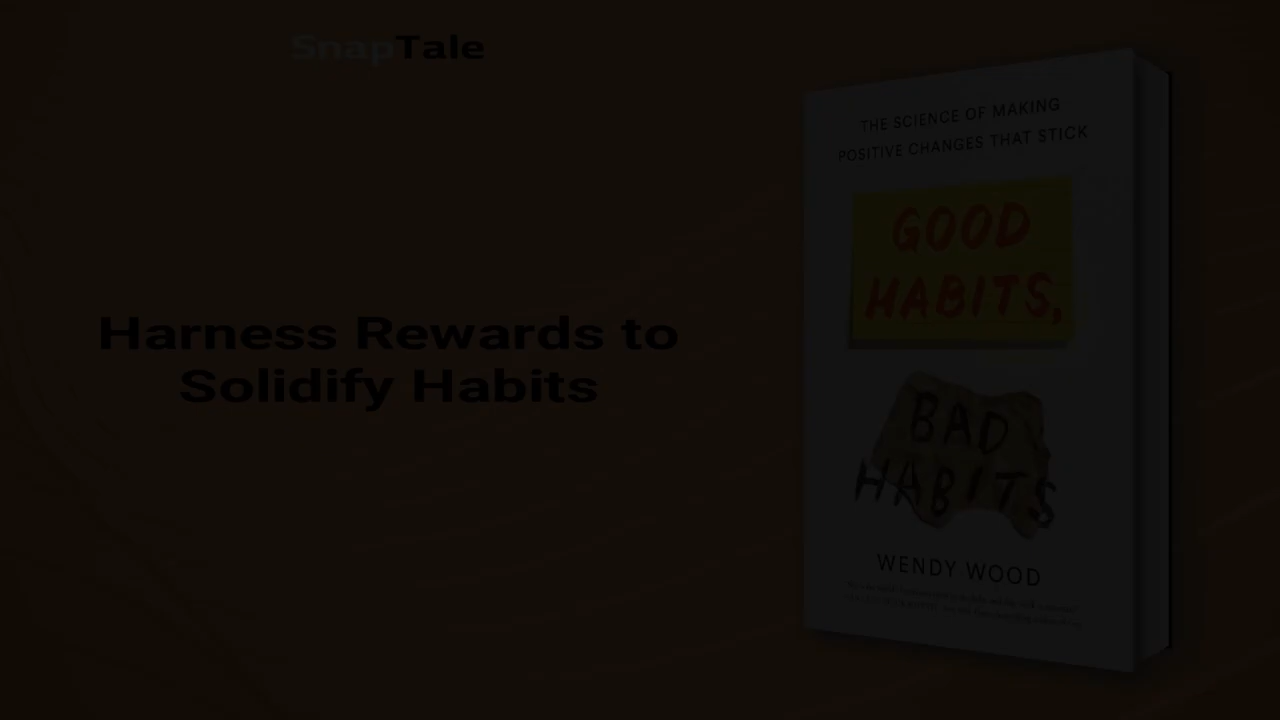 SnapTale
THE SCIENCE OF MAKING
POSITIVE CHANGES THAT STICK
GOOD
HABITS,
Harness Rewards to
Solidify Habits
BAD
HABITS
WENDY WOOD